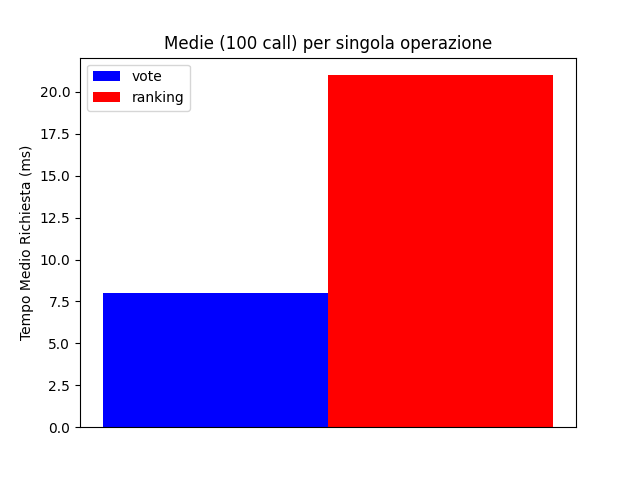 Medie (100 call) per singola operazione
vote
ranking
Tempo Medio Richiesta (ms)
20.0
17.5
15.0
12.5
10.0
7.5
5.0
2.5
0.0